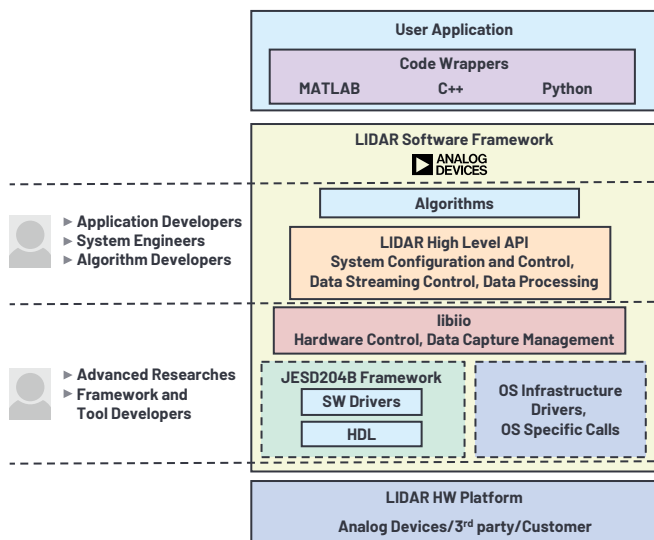 User Application
Code Wrappers
MATLAB C++ Python
LIDAR Software Framework
ANALOG
DEVICES
Algorithms
► Application Developers
► System Engineers
► Algorithm Developers
LIDAR High Level API
System Configuration and Control,
Data Streaming Control, Data Processing
libiio
Hardware Control, Data Capture Management
► Advanced Researches
► Framework and
Tool Developers
JESD204B Framework
SW Drivers
HDL
OS Infrastructure
Drivers,
OS Specific Calls
LIDAR HW Platform
Analog Devices/3rd party/Customer